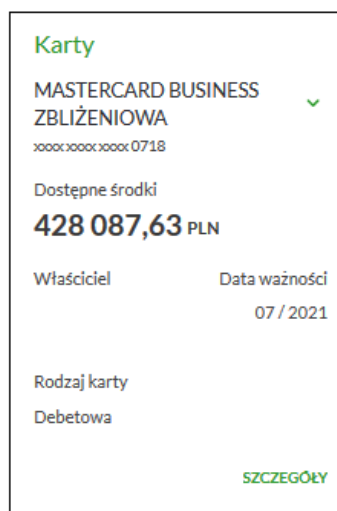 Karty
MASTERCARD BUSINESS
ZBLIŻENIOWA
xxxx xxxx xxxx 0718
Dostępne środki
428 087,63 PLN
Właściciel Data ważności
07 / 2021
Rodzaj karty
Debetowa
SZCZEGÓŁY